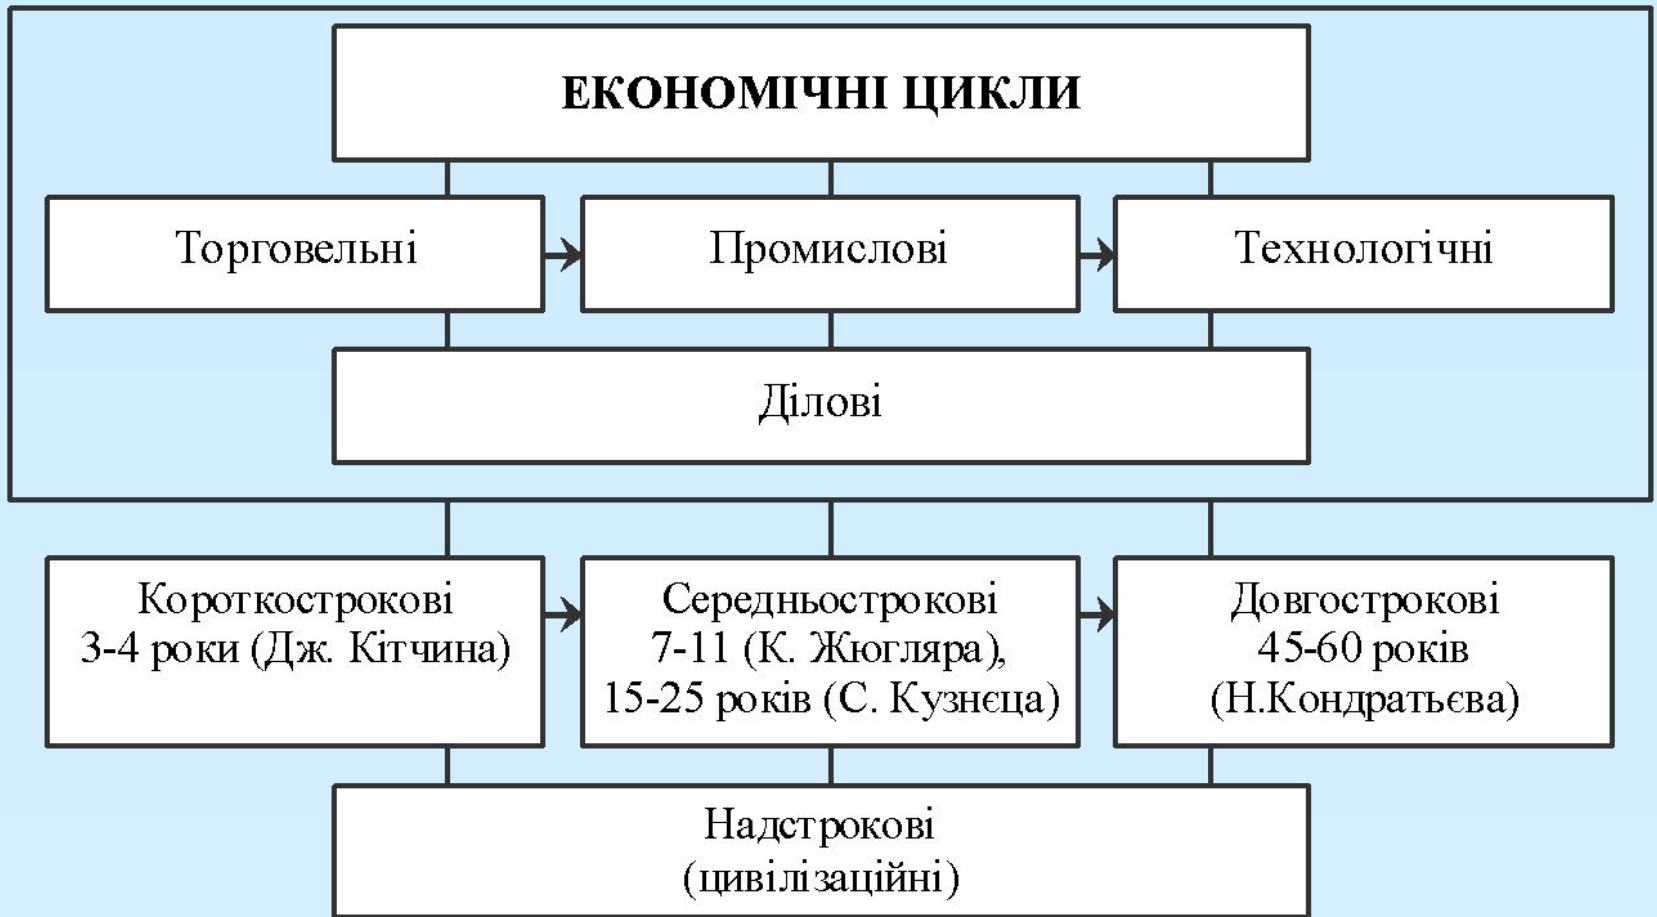 ЕКОНОМІЧНІ ЦИКЛИ
Торговельні
Промислові
Технологічні
Ділові
Короткострокові
3-4 роки (Дж. Кітчина)
Середньострокові
7-11 (К. Жюгляра),
15-25 років (С. Кузнєца)
Довгострокові
45-60 років
(Н.Кондратьєва)
Надстрокові
(цивілізаційні)